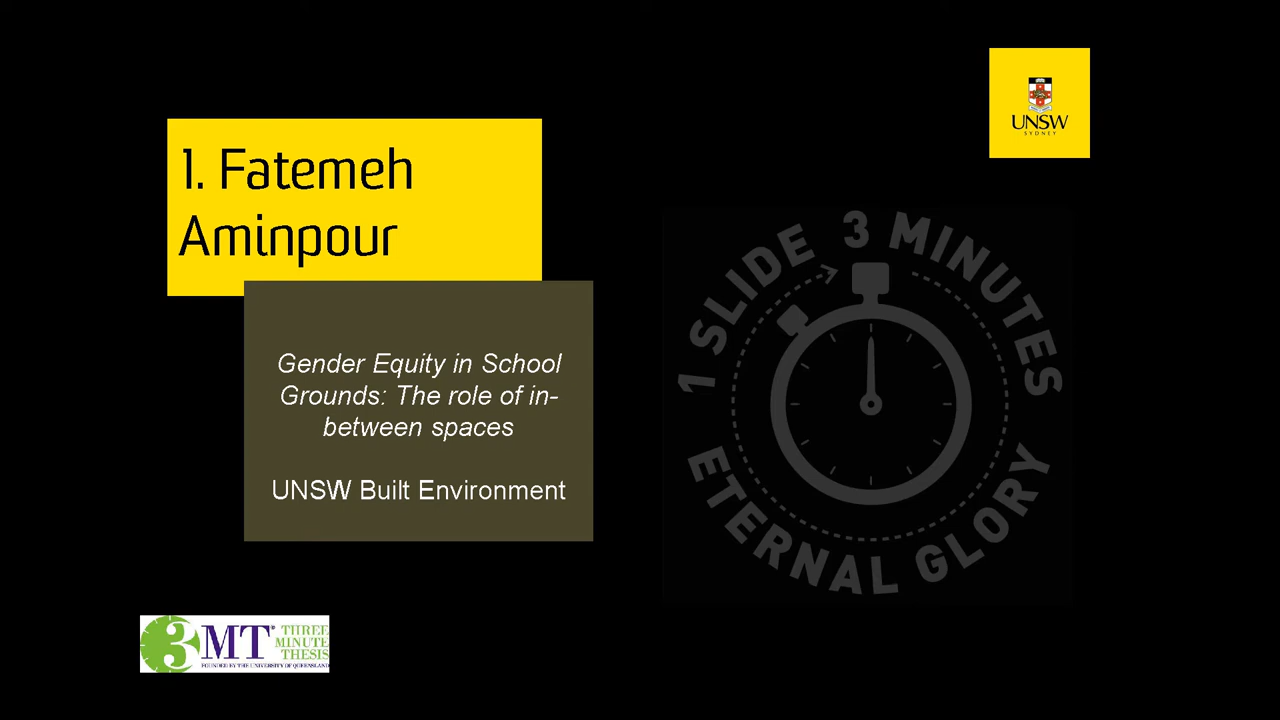 1. Fatemeh
Aminpour
UNSW
SYDNEY
Gender Equity in School
Grounds: The role of in-
between spaces
UNSW Built Environment
1 SLIDE 3 MINUTES
ETERNAL GLORY
3MT® THREE
MINUTE
THESIS
FOUNDED BY THE UNIVERSITY OF QUEENSLAND